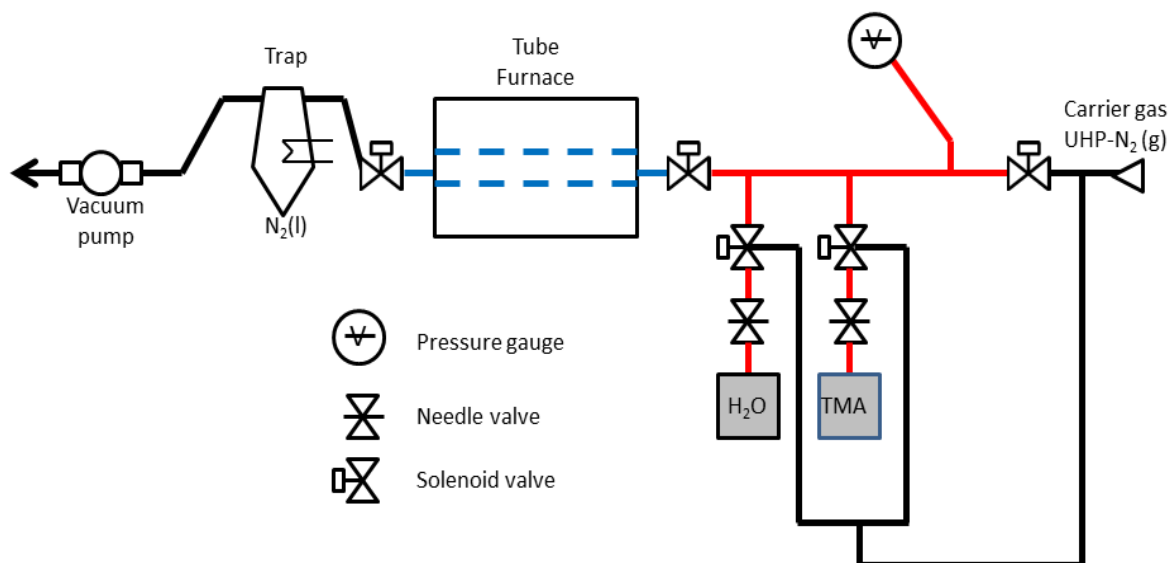 Trap
Tube
Furnace
Carrier gas
UHP-N₂ (g)
Vacuum
pump
N₂(l)
Pressure gauge
Needle valve
Solenoid valve
H₂O
TMA